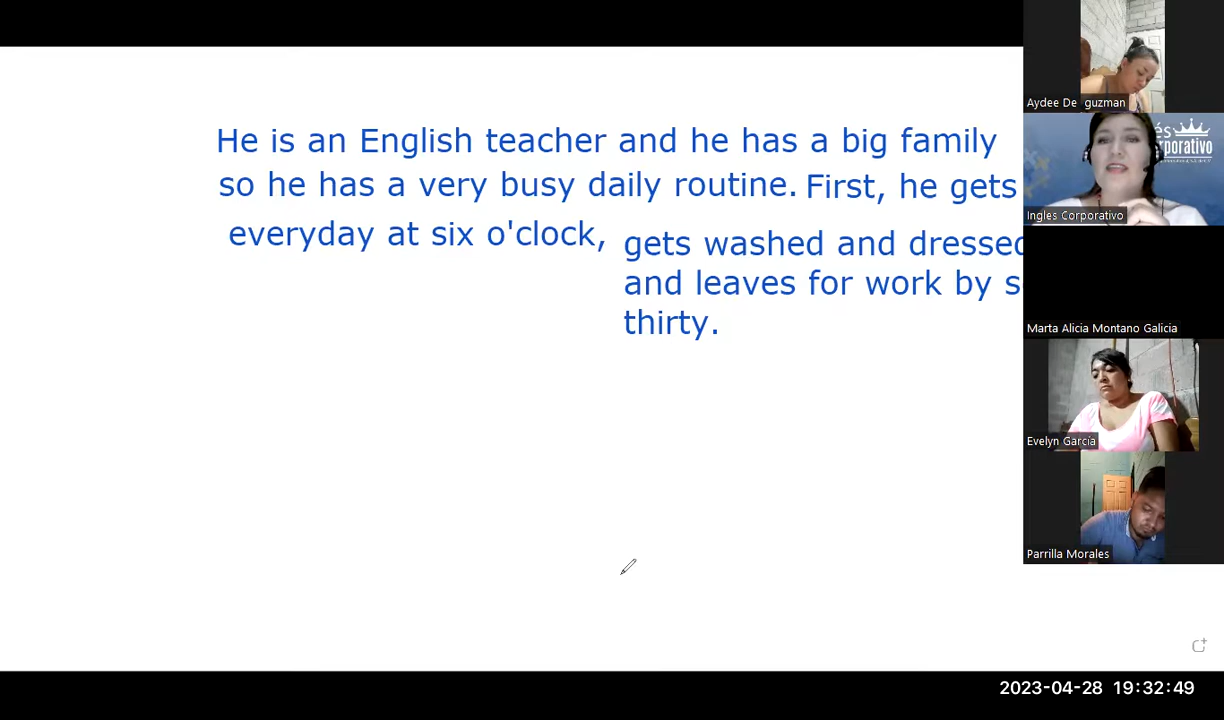 He is an English teacher and he has a big family
so he has a very busy daily routine. First, he gets
everyday at six o'clock,
gets washed and dressed
and leaves for work by
thirty.
Aydee De guzman
Ingles Corporativo
Marta Alicia Montano Galicia
Evelyn García
Parrilla Morales
2023-04-28 19:32:49